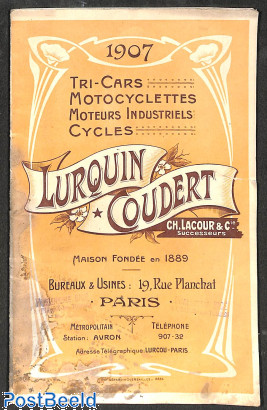 1907
TRI-CARS
MOTOCYCLETTES
MOTEURS INDUSTRIELS
CYCLES
LURQUIN
COUDERT
CH. LACOUR & Cie
Successeurs
MAISON FONDÉE en 1889
BUREAUX & USINES : 19, Rue Planchat
· PARIS ·
MÉTROPOLITAIN
Station : AVRON
TÉLÉPHONE
907-32
Adresse Télégraphique LURCOU-PARIS
PostBeeld